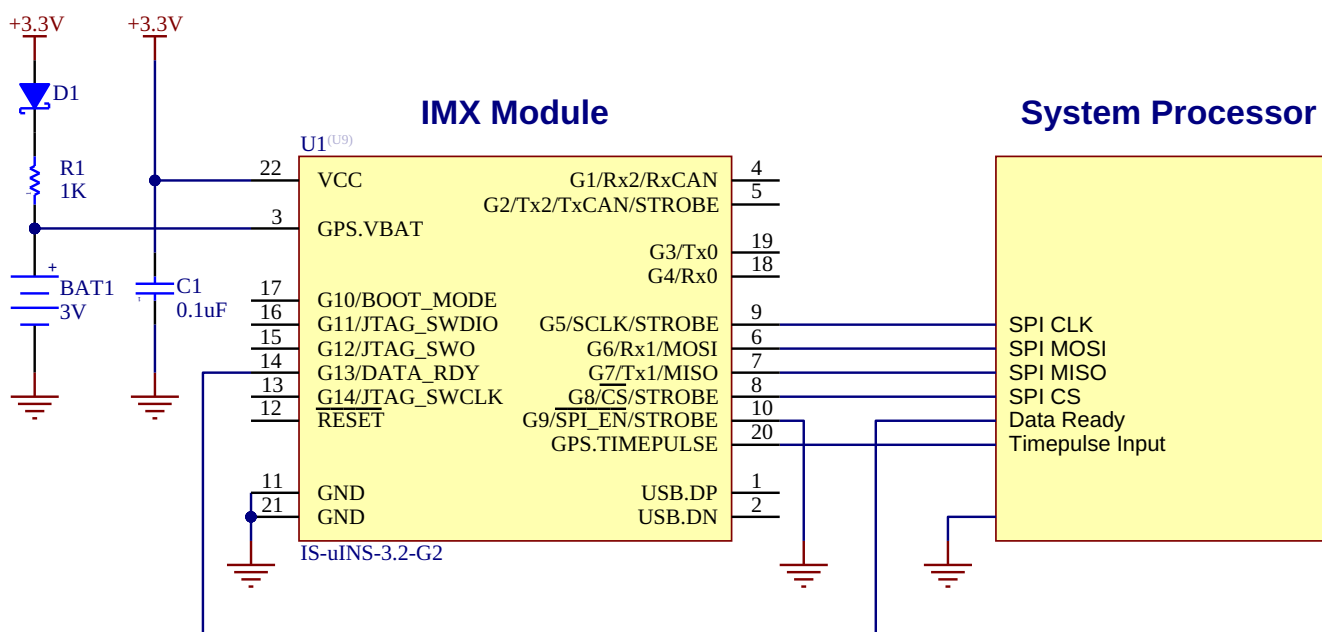 +3.3V
+3.3V
D1
R1
1K
+
BAT1
3V
C1
0.1uF
IMX Module
U1(U9)
22 VCC
3 GPS.VBAT
17 G10/BOOT_MODE
16 G11/JTAG_SWDIO
15 G12/JTAG_SWO
14 G13/DATA_RDY
13 G14/JTAG_SWCLK
12 RESET
11 GND
21 GND
G1/Rx2/RxCAN 4
G2/Tx2/TxCAN/STROBE 5
G3/Tx0 19
G4/Rx0 18
G5/SCLK/STROBE 9
G6/Rx1/MOSI 6
G7/Tx1/MISO 7
G8/CS/STROBE 8
G9/SPI_EN/STROBE 10
GPS.TIMEPULSE 20
USB.DP 1
USB.DN 2
IS-uINS-3.2-G2
System Processor
SPI CLK
SPI MOSI
SPI MISO
SPI CS
Data Ready
Timepulse Input